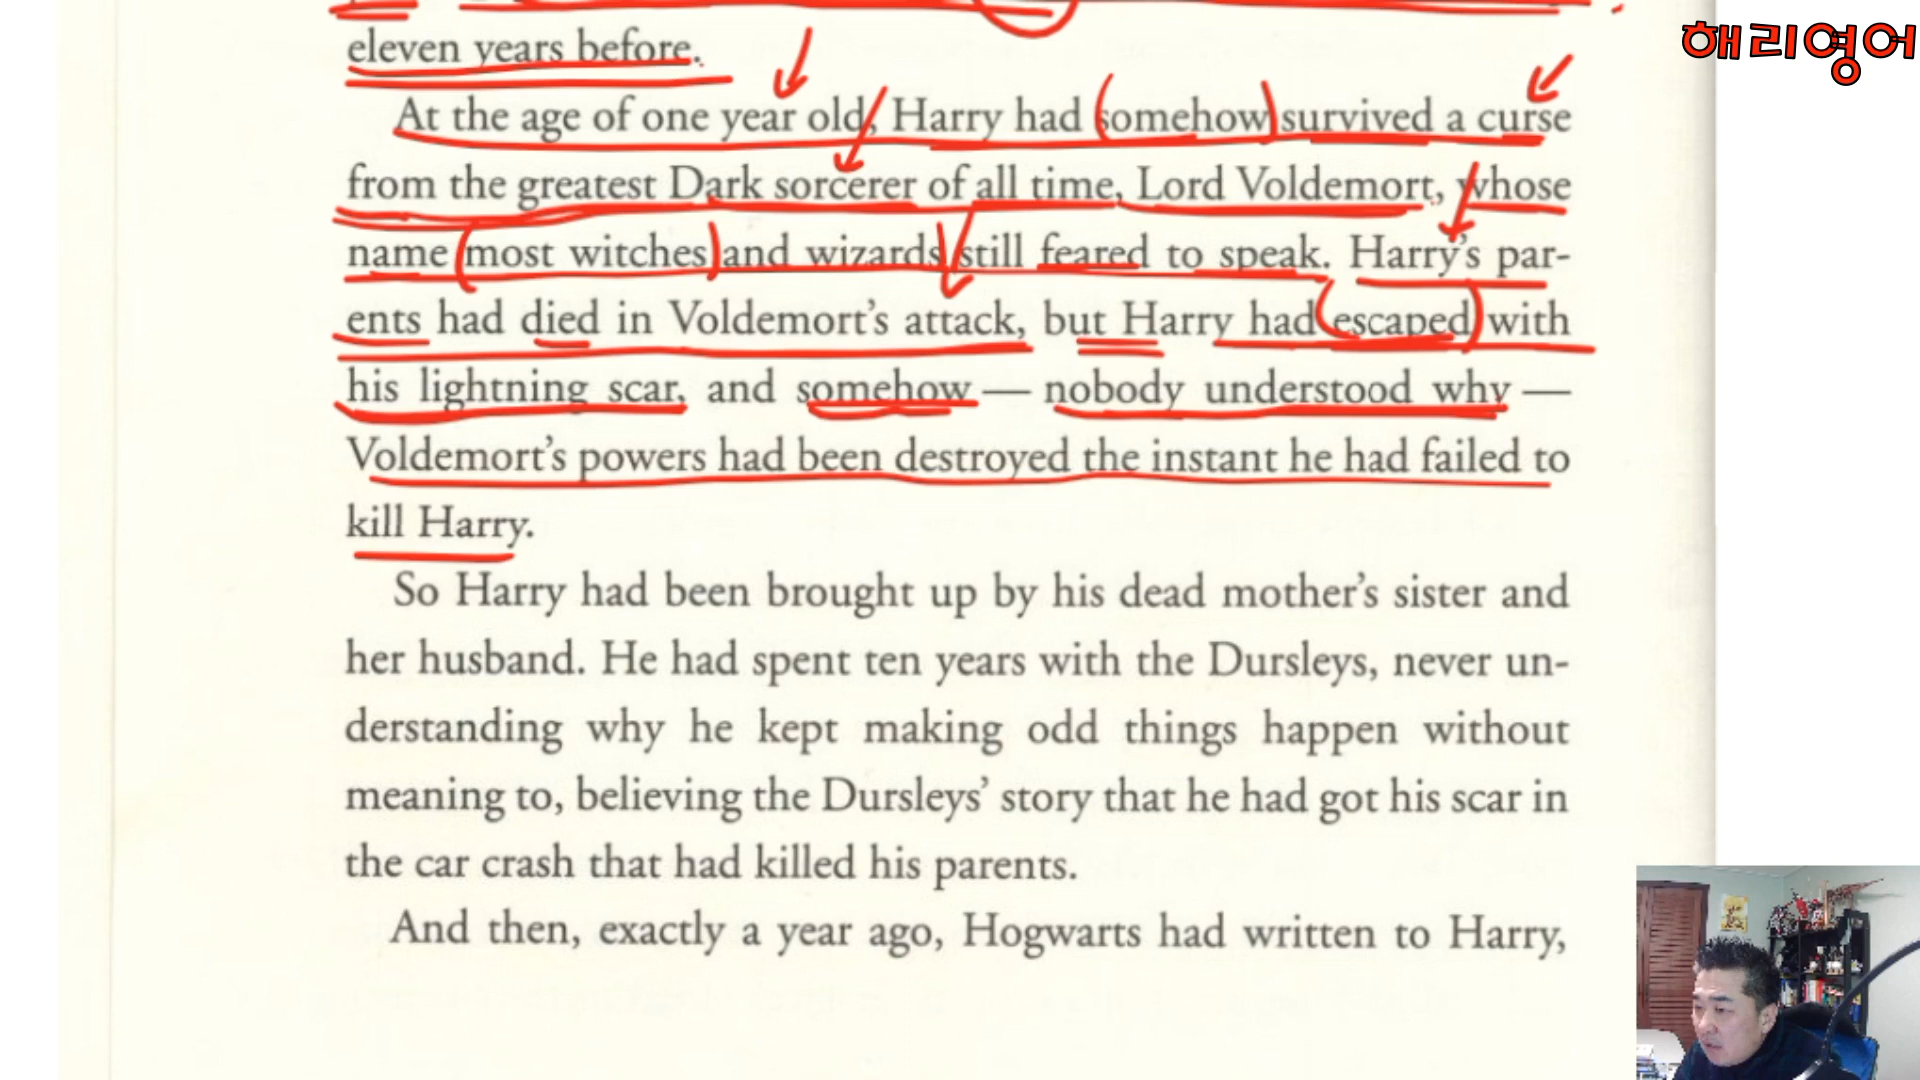 해리영어
eleven years before.
At the age of one year old, Harry had somehow survived a curse
from the greatest Dark sorcerer of all time, Lord Voldemort, whose
name most witches and wizards still feared to speak. Harry's par-
ents had died in Voldemort's attack, but Harry had escaped with
his lightning scar, and somehow — nobody understood why —
Voldemort's powers had been destroyed the instant he had failed to
kill Harry.
So Harry had been brought up by his dead mother's sister and
her husband. He had spent ten years with the Dursleys, never un-
derstanding why he kept making odd things happen without
meaning to, believing the Dursleys' story that he had got his scar in
the car crash that had killed his parents.
And then, exactly a year ago, Hogwarts had written to Harry,